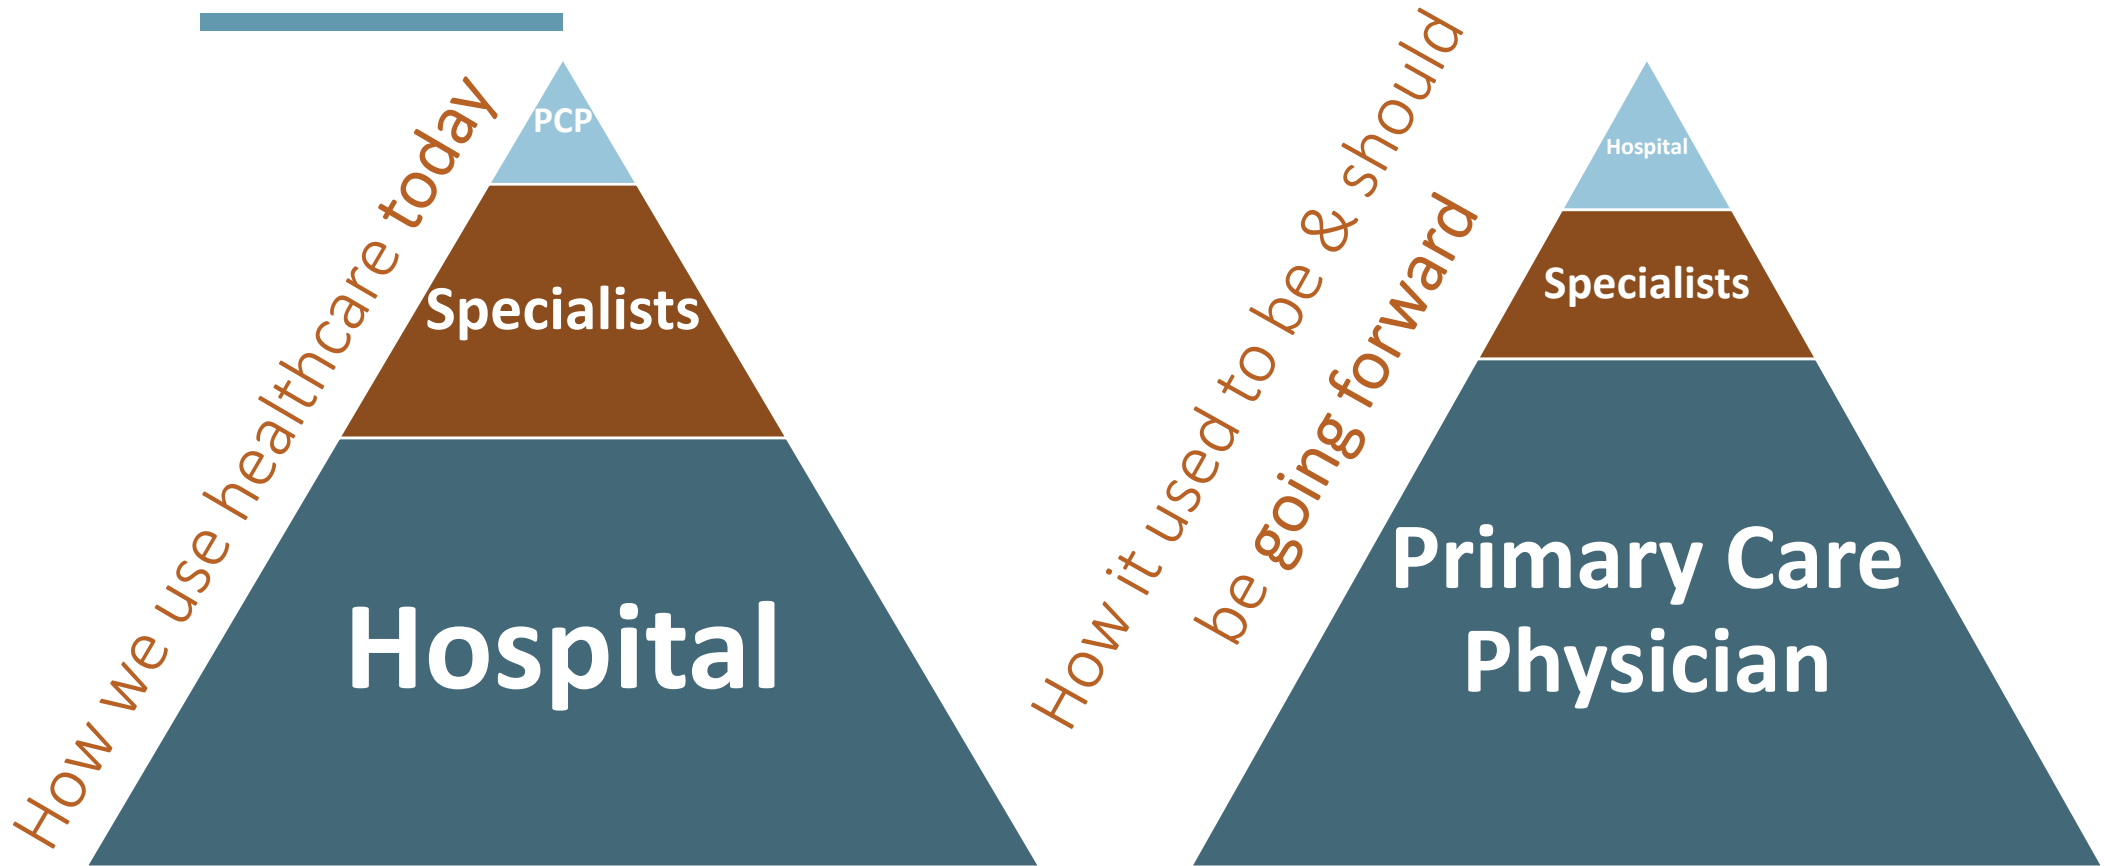 How we use healthcare today
PCP
Specialists
Hospital
How it used to be & should
be going forward
Hospital
Specialists
Primary Care
Physician